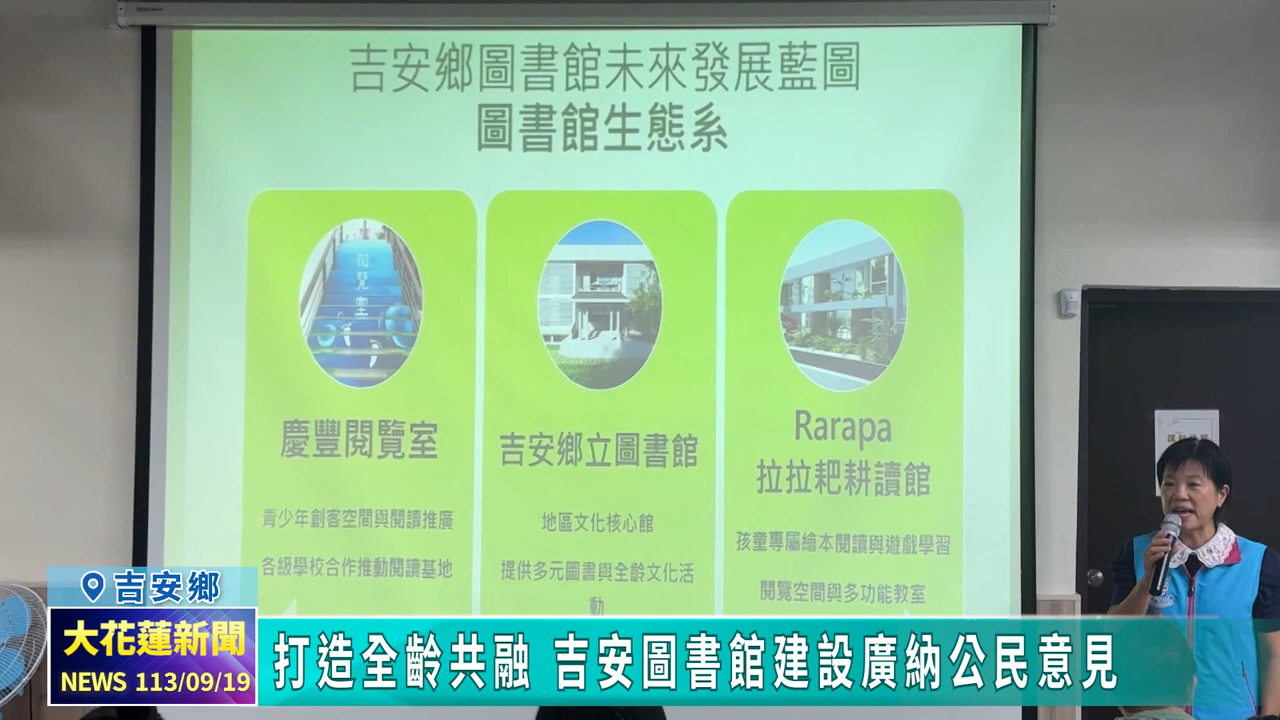 吉安鄉圖書館未來發展藍圖
圖書館生態系
閱覽室
慶豐閱覽室
青少年創客空間與閱讀推廣
各級學校合作推動閱讀基地
吉安鄉立圖書館
地區文化核心館
提供多元圖書與全齡文化活
動
Rarapa
拉拉耙耕讀館
孩童專屬繪本閱讀與遊戲學習
閱覽空間與多功能教室
吉安鄉
大花蓮新聞
NEWS 113/09/19
打造全齡共融 吉安圖書館建設廣納公民意見